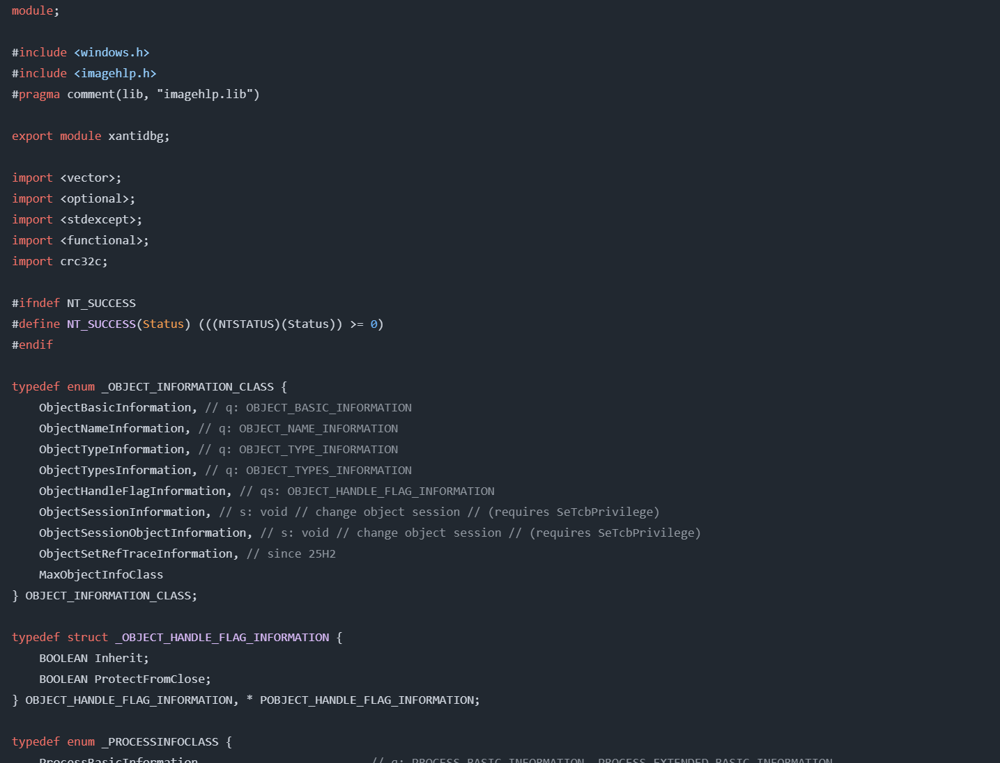 module;
#include <windows.h>
#include <imagehlp.h>
#pragma comment(lib, "imagehlp.lib")
export module xantidbg;
import <vector>;
import <optional>;
import <stdexcept>;
import <functional>;
import crc32c;
#ifndef NT_SUCCESS
#define NT_SUCCESS(Status) (((NTSTATUS)(Status)) >= 0)
#endif
typedef enum _OBJECT_INFORMATION_CLASS {
    ObjectBasicInformation, // q: OBJECT_BASIC_INFORMATION
    ObjectNameInformation, // q: OBJECT_NAME_INFORMATION
    ObjectTypeInformation, // q: OBJECT_TYPE_INFORMATION
    ObjectTypesInformation, // q: OBJECT_TYPES_INFORMATION
    ObjectHandleFlagInformation, // qs: OBJECT_HANDLE_FLAG_INFORMATION
    ObjectSessionInformation, // s: void // change object session // (requires SeTcbPrivilege)
    ObjectSessionObjectInformation, // s: void // change object session // (requires SeTcbPrivilege)
    ObjectSetRefTraceInformation, // since 25H2
    MaxObjectInfoClass
} OBJECT_INFORMATION_CLASS;
typedef struct _OBJECT_HANDLE_FLAG_INFORMATION {
    BOOLEAN Inherit;
    BOOLEAN ProtectFromClose;
} OBJECT_HANDLE_FLAG_INFORMATION, * POBJECT_HANDLE_FLAG_INFORMATION;
typedef enum _PROCESSINFOCLASS {
    ProcessBasicInformation, // q: PROCESS_BASIC_INFORMATION, PROCESS_EXTENDED_BASIC_INFORMATION